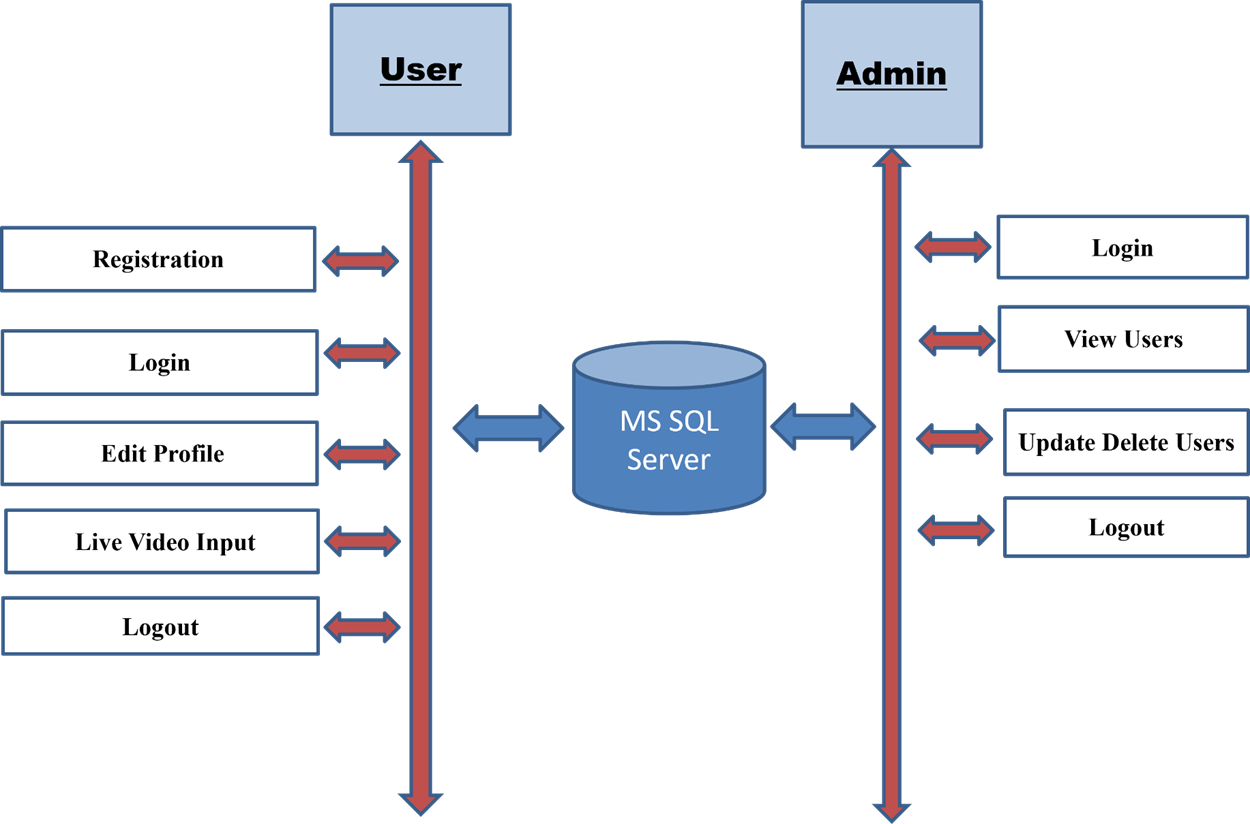 User
Admin
Registration
Login
Edit Profile
Live Video Input
Logout
MS SQL
Server
Login
View Users
Update Delete Users
Logout